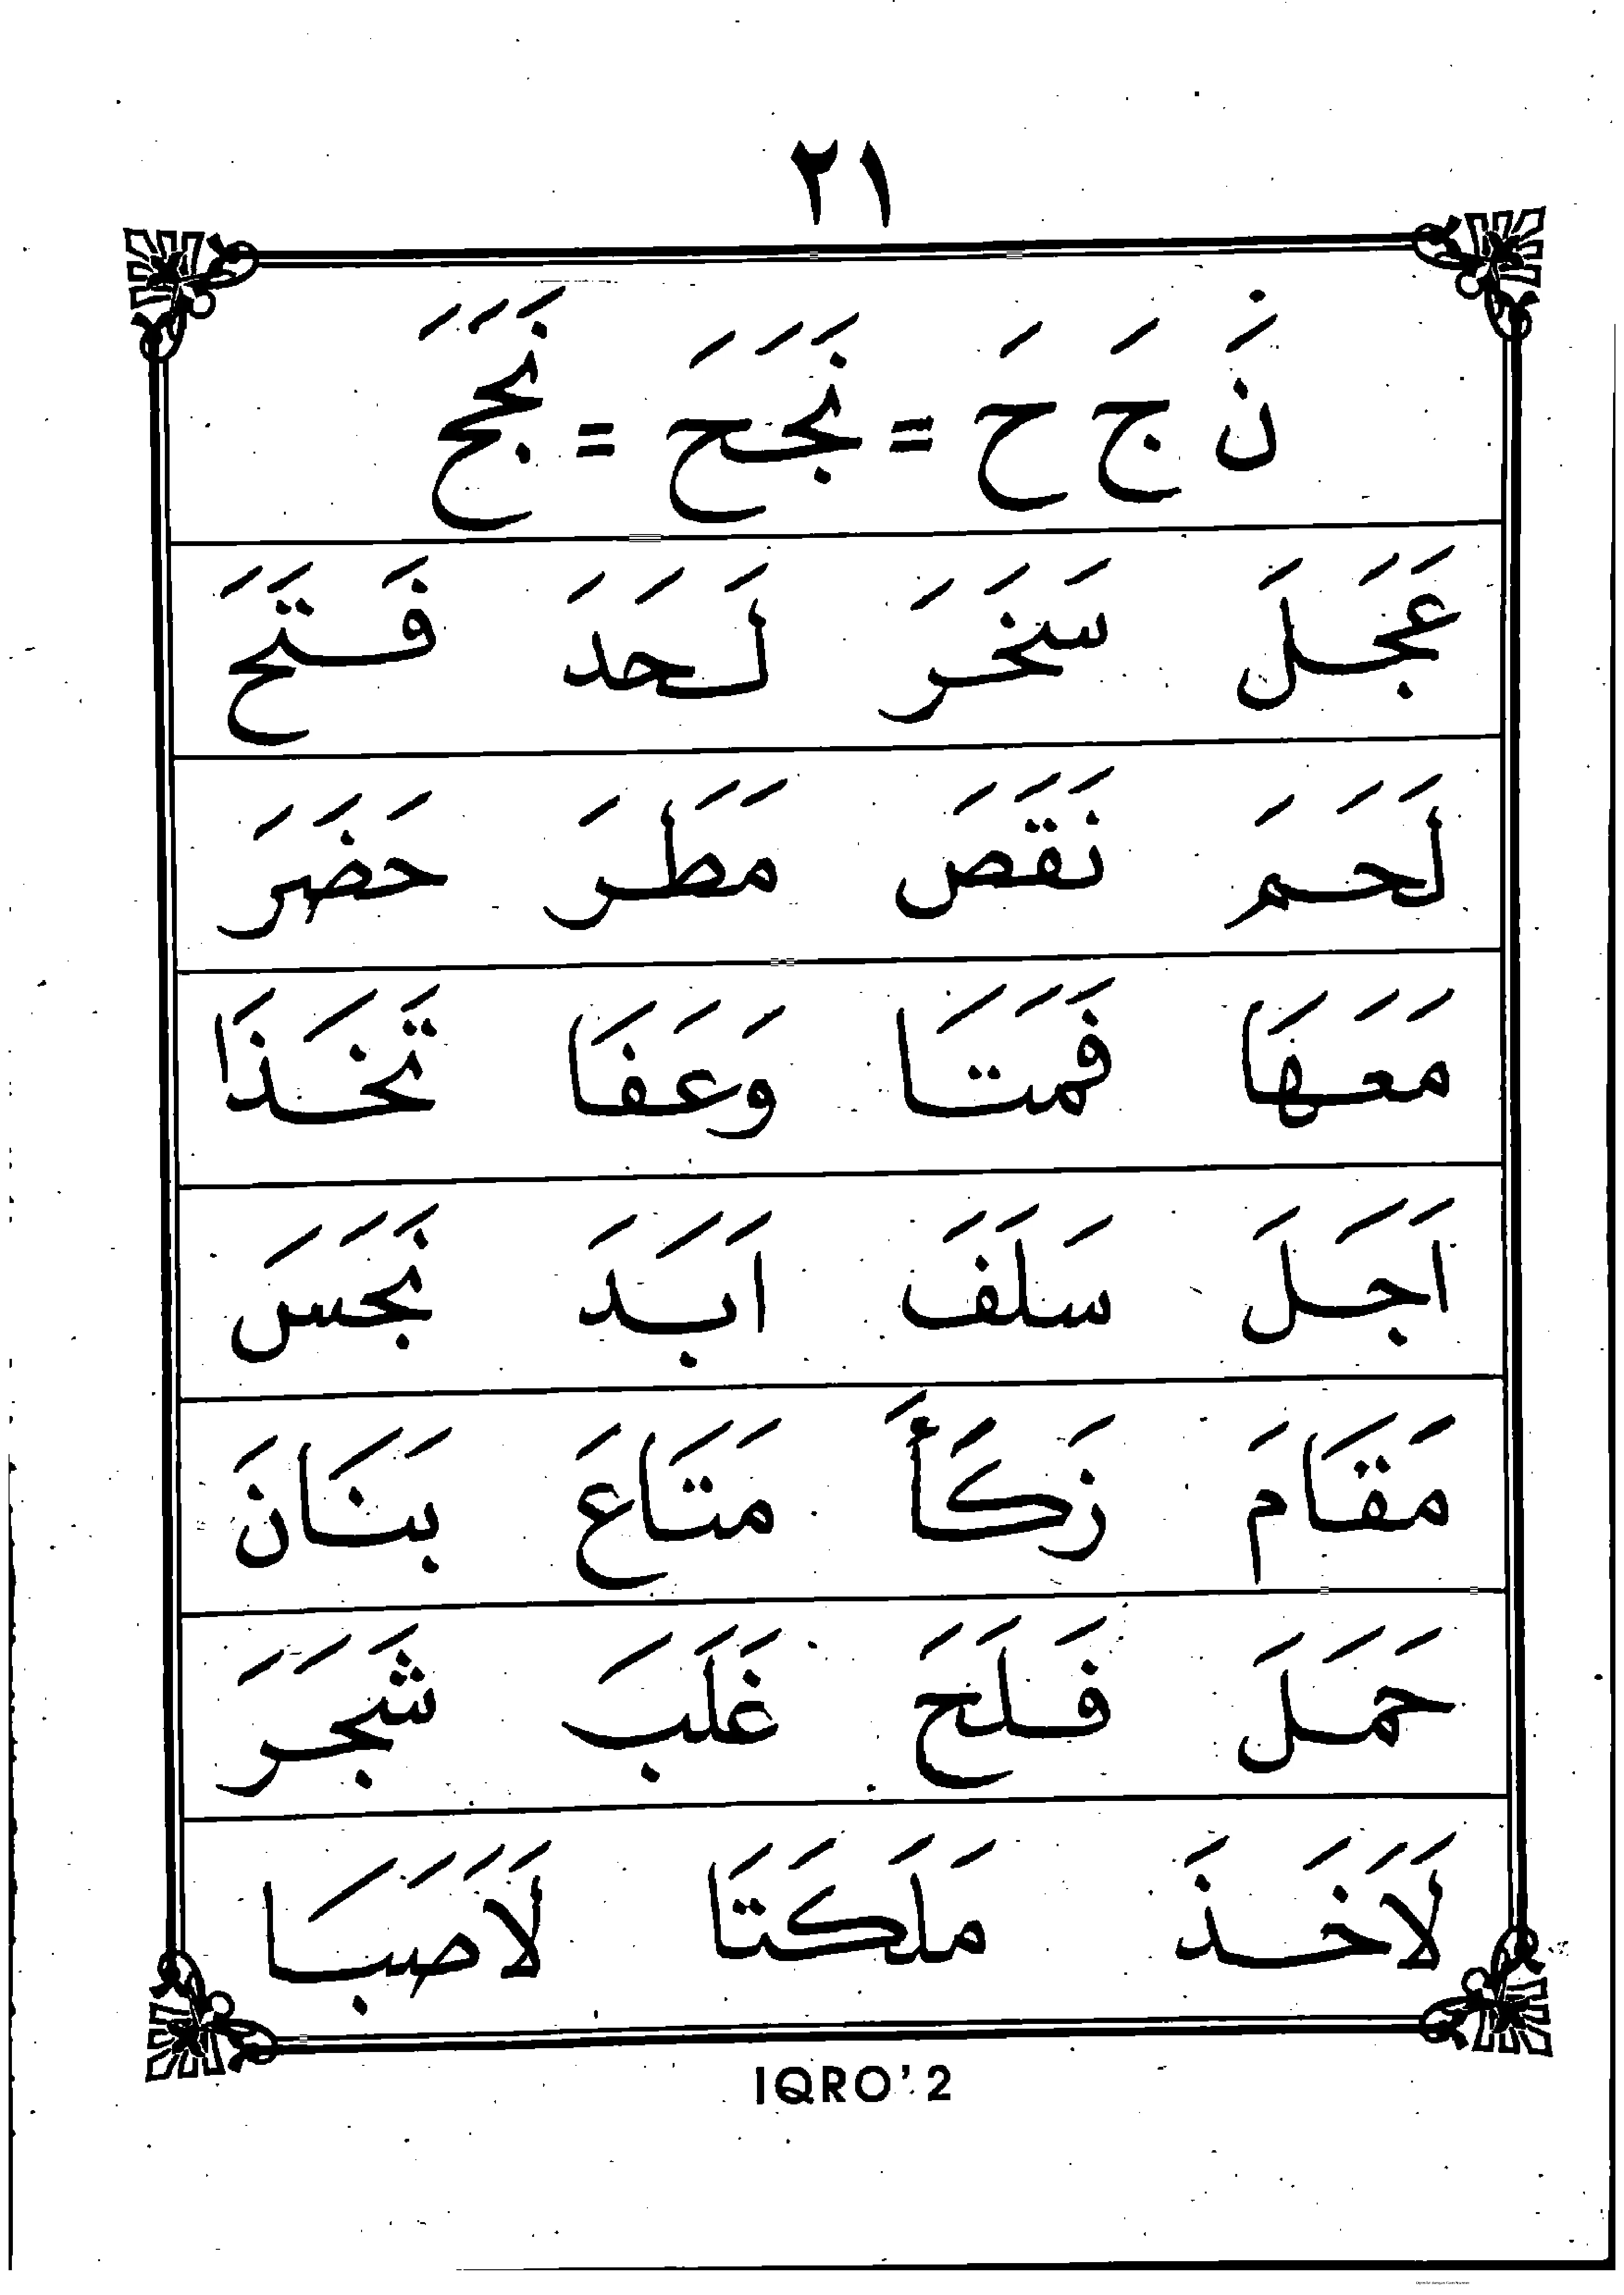 ٢١
نَ جَ حَ = نَجَحَ = نَجَحَ
عَجَلَ سَخَرَ لَحَدَ فَتَحَ
لَحَمَ نَقَصَ مَطَرَ حَضَرَ
مَعَهَا فَمَتَا وَعَفَا تَخَذَا
اَجَلَ سَلَفَ اَبَدَ نَجَسَ
مَقَامَ زَكَأَ مَتَاعَ بَنَانَ
حَمَلَ فَلَحَ غَلَبَ شَجَرَ
لَاَخَذَ مَلَكَتَا لَاَصَبَا
IQRO' 2